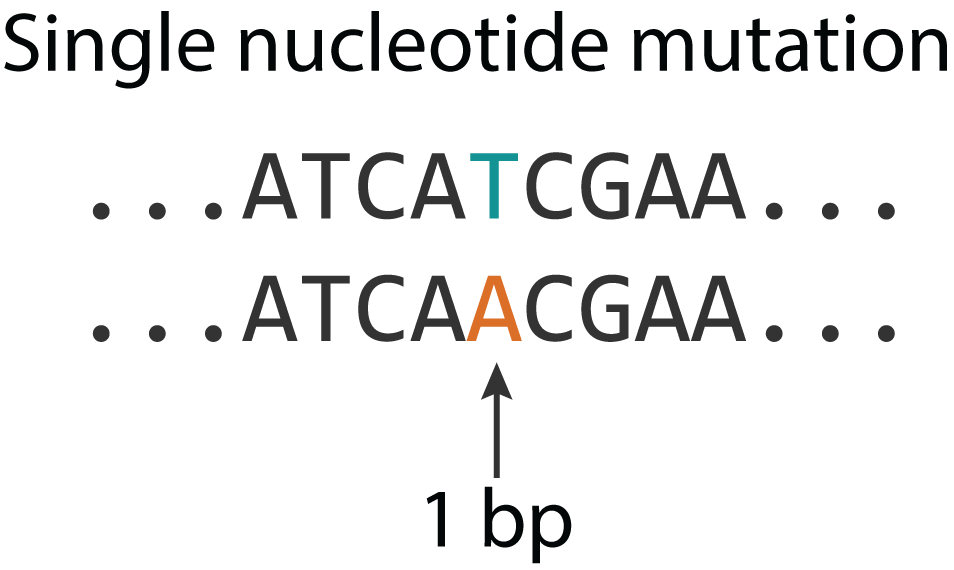 Single nucleotide mutation
...ATCATCGAA...
...ATCAACGAA...
1 bp